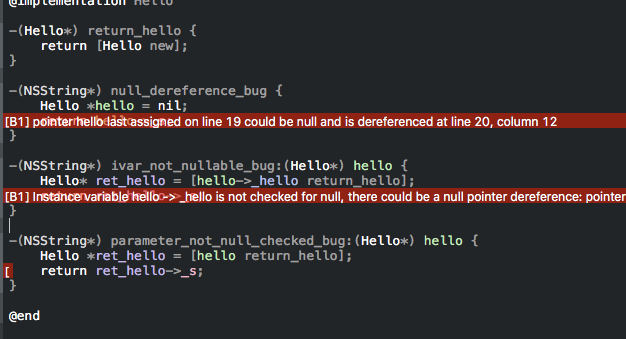 @implementation Hello
-(Hello*) return_hello {
return [Hello new];
}
-(NSString*) null_dereference_bug {
Hello *hello = nil;
[B1] pointer hello last assigned on line 19 could be null and is dereferenced at line 20, column 12
}
-(NSString*) ivar_not_nullable_bug:(Hello*) hello {
Hello* ret_hello = [hello->_hello return_hello];
[B1] Instance variable hello -> _hello is not checked for null, there could be a null pointer dereference: pointer
}
-(NSString*) parameter_not_null_checked_bug:(Hello*) hello {
Hello *ret_hello = [hello return_hello];
[ return ret_hello->_s;
}
@end